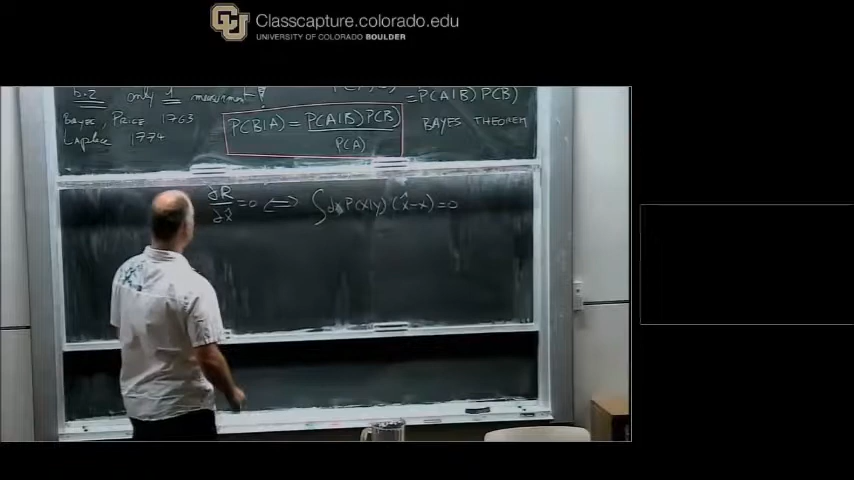 Classcapture.colorado.edu
UNIVERSITY OF COLORADO BOULDER
b.2 only 1 measurement!
= P(A|B) P(B)
Bayes, Price 1763
Laplace 1774
P(B|A) = P(A|B) P(B) / P(A)
BAYES THEOREM
∂R/∂x̂ = 0 ⟺ ∫dx P(x|y) (x̂-x) = 0